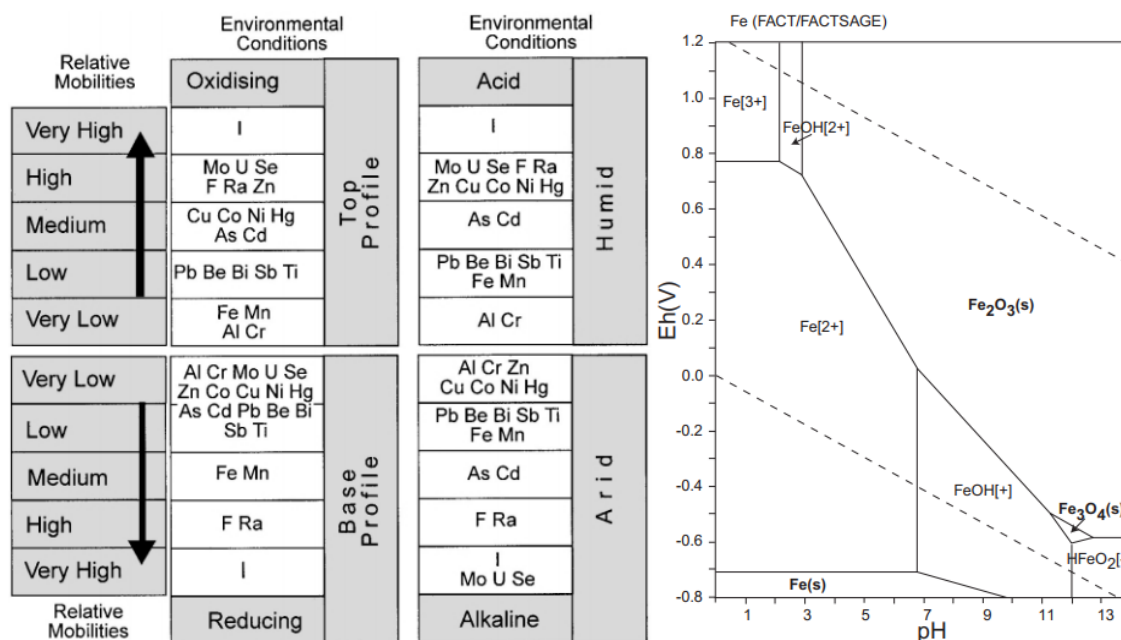 Environmental
Conditions
Environmental
Conditions
Relative
Mobilities
Oxidising
Acid
Very High
High
Medium
Low
Very Low
I
Mo U Se
F Ra Zn
Cu Co Ni Hg
As Cd
Pb Be Bi Sb Ti
Fe Mn
Al Cr
Top
Profile
I
Mo U Se F Ra
Zn Cu Co Ni Hg
As Cd
Pb Be Bi Sb Ti
Fe Mn
Al Cr
Humid
Very Low
Low
Medium
High
Very High
Al Cr Mo U Se
Zn Co Cu Ni Hg
As Cd Pb Be Bi
Sb Ti
Fe Mn
F Ra
I
Base
Profile
Al Cr Zn
Cu Co Ni Hg
Pb Be Bi Sb Ti
Fe Mn
As Cd
F Ra
I
Mo U Se
Arid
Relative
Mobilities
Reducing
Alkaline
Fe (FACT/FACTSAGE)
1.2
1.0
0.8
0.6
0.4
0.2
0.0
-0.2
-0.4
-0.6
-0.8
Eh(V)
Fe[3+]
FeOH[2+]
Fe[2+]
Fe2O3(s)
FeOH[+]
Fe3O4(s)
HFeO2[-
Fe(s)
1 3 5 7 9 11 13
pH